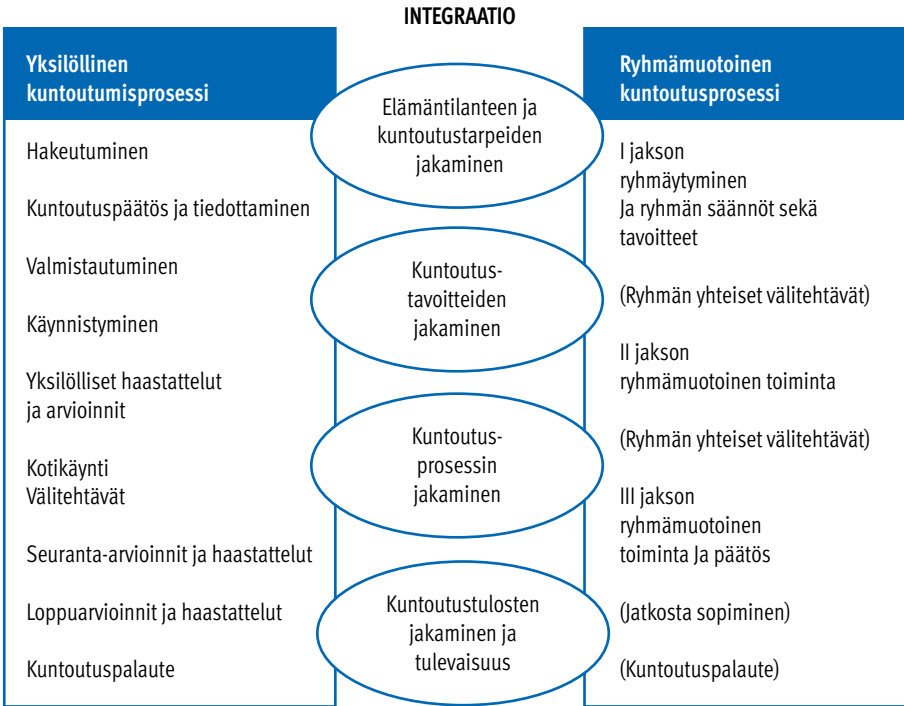 INTEGRAATIO
Yksilöllinen
kuntoutumisprosessi
Hakeutuminen
Kuntoutuspäätös ja tiedottaminen
Valmistautuminen
Käynnistyminen
Yksilölliset haastattelut
ja arvioinnit
Kotikäynti
Välitehtävät
Seuranta-arvioinnit ja haastattelut
Loppuarvioinnit ja haastattelut
Kuntoutuspalaute
Elämäntilanteen ja
kuntoutustarpeiden
jakaminen
Kuntoutus-
tavoitteiden
jakaminen
Kuntoutus-
prosessin
jakaminen
Kuntoutustulosten
jakaminen ja
tulevaisuus
Ryhmämuotoinen
kuntoutusprosessi
I jakson
ryhmäytyminen
Ja ryhmän säännöt sekä
tavoitteet
(Ryhmän yhteiset välitehtävät)
II jakson
ryhmämuotoinen toiminta
(Ryhmän yhteiset välitehtävät)
III jakson
ryhmämuotoinen
toiminta Ja päätös
(Jatkosta sopiminen)
(Kuntoutuspalaute)